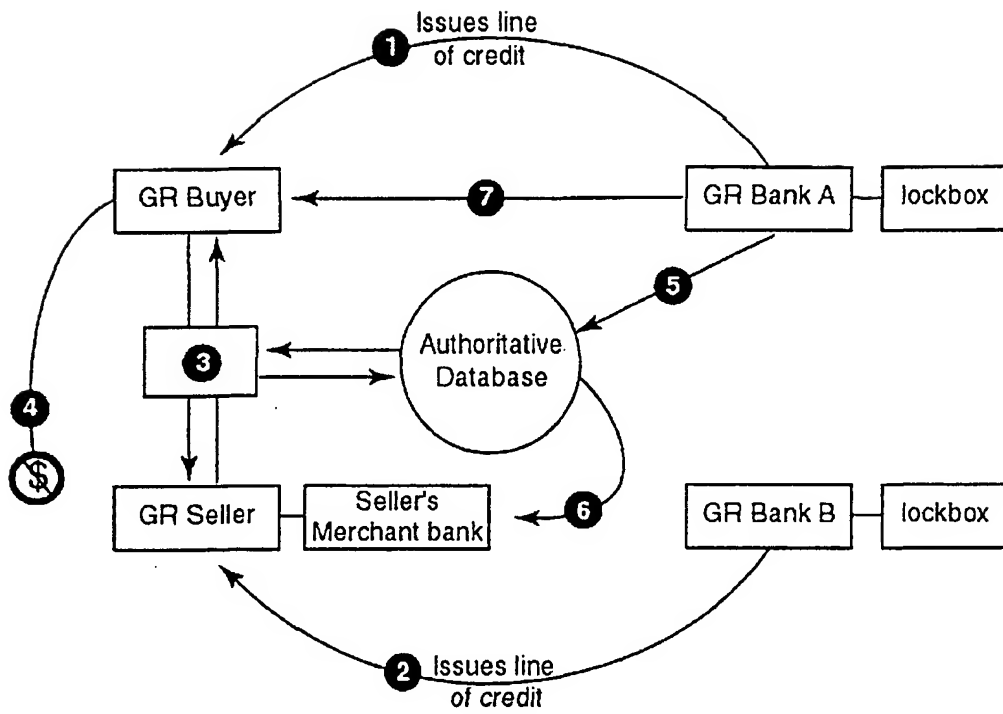 1
Issues line
of credit
GR Buyer
7
GR Bank A
lockbox
5
3
Authoritative
Database
4
$
GR Seller
Seller's
Merchant bank
6
GR Bank B
lockbox
2
Issues line
of credit